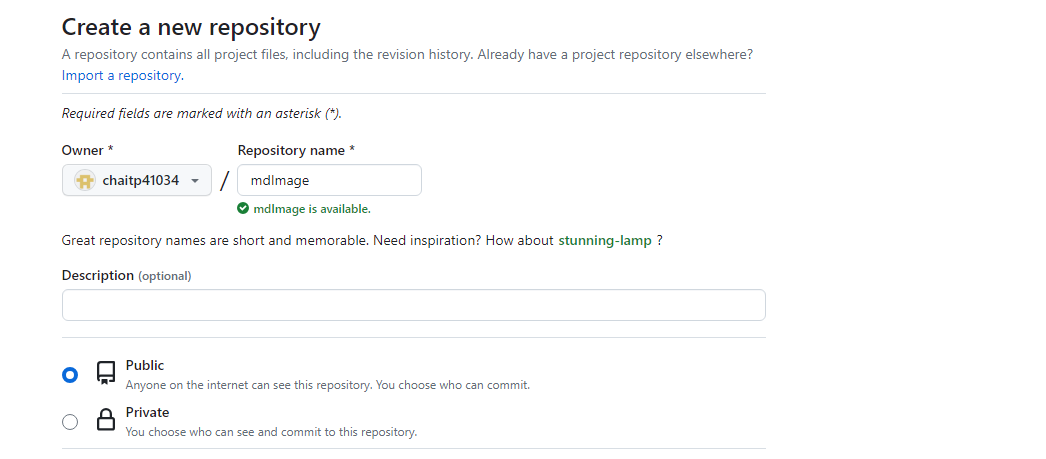 Create a new repository
A repository contains all project files, including the revision history. Already have a project repository elsewhere?
Import a repository.
Required fields are marked with an asterisk (*).
Owner * Repository name *
chaitp41034 / mdImage
mdImage is available.
Great repository names are short and memorable. Need inspiration? How about stunning-lamp ?
Description (optional)
Public
Anyone on the internet can see this repository. You choose who can commit.
Private
You choose who can see and commit to this repository.